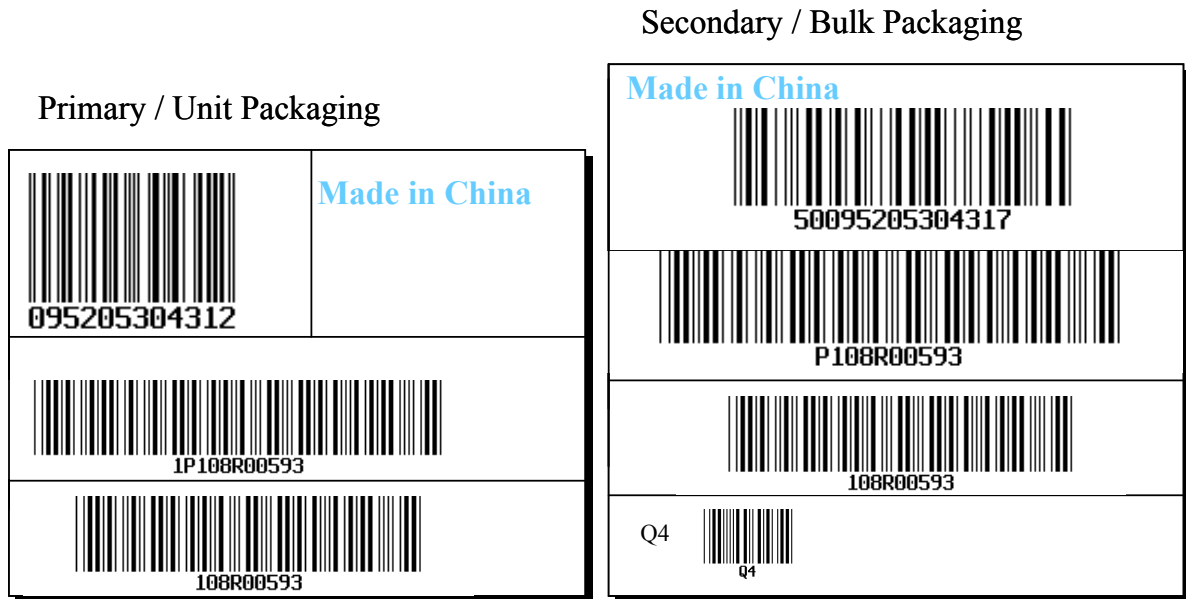 Primary / Unit Packaging
095205304312
Made in China
1P108R00593
108R00593
Secondary / Bulk Packaging
Made in China
50095205304317
P108R00593
108R00593
Q4
Q4